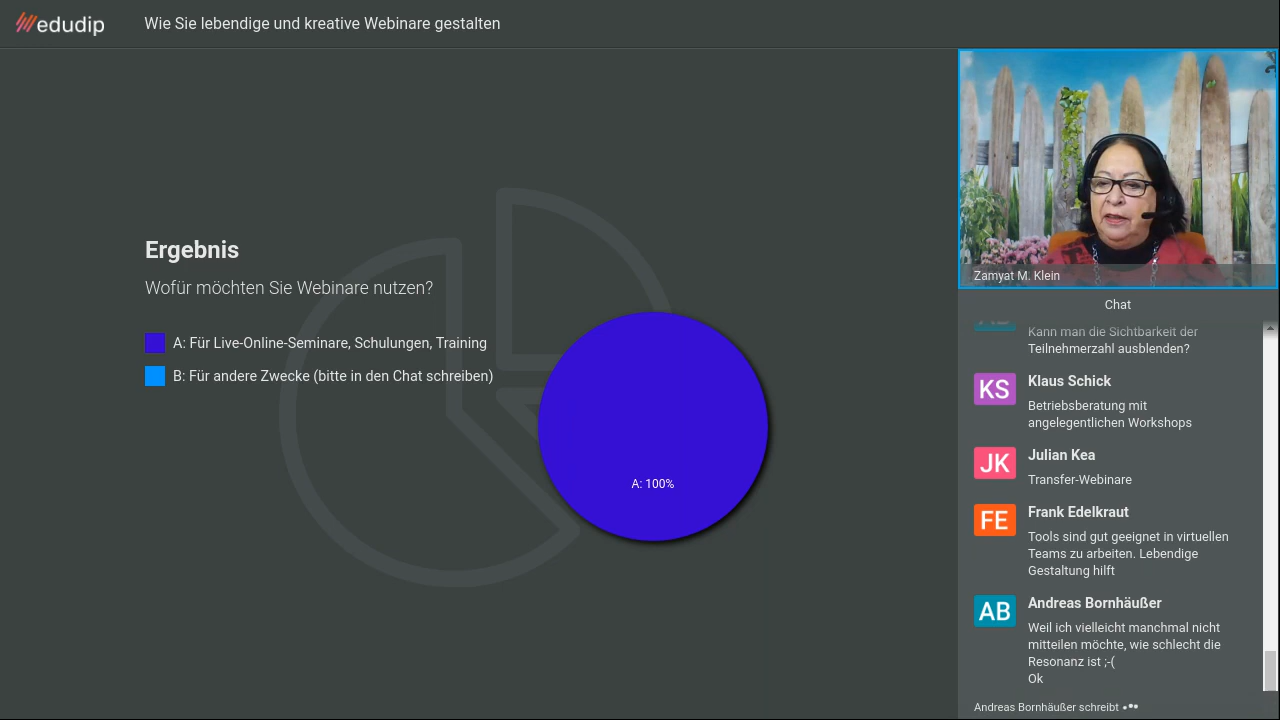 edudip
Wie Sie lebendige und kreative Webinare gestalten
Ergebnis
Wofür möchten Sie Webinare nutzen?
A: Für Live-Online-Seminare, Schulungen, Training
B: Für andere Zwecke (bitte in den Chat schreiben)
A: 100%
Zamyat M. Klein
Chat
Kann man die Sichtbarkeit der
Teilnehmerzahl ausblenden?
KS
Klaus Schick
Betriebsberatung mit
angelegentlichen Workshops
JK
Julian Kea
Transfer-Webinare
FE
Frank Edelkraut
Tools sind gut geeignet in virtuellen
Teams zu arbeiten. Lebendige
Gestaltung hilft
AB
Andreas Bornhäußer
Weil ich vielleicht manchmal nicht
mitteilen möchte, wie schlecht die
Resonanz ist ;-(
Ok
Andreas Bornhäußer schreibt